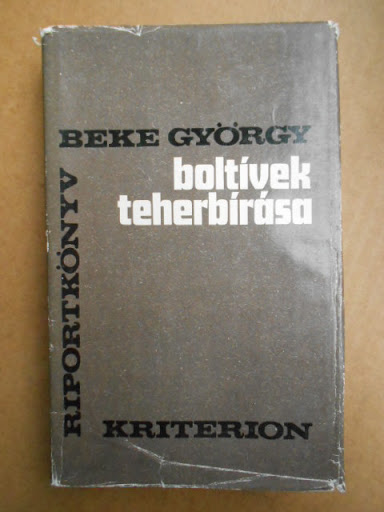 BEKE GYÖRGY
boltívek
teherbírása
RIPORTKÖNYV
KRITERION